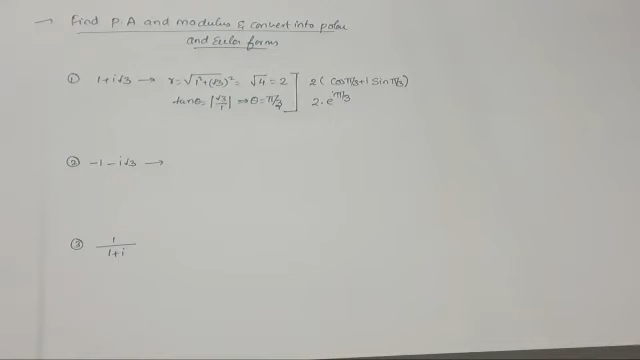 → Find P.A and modulus & convert into polar
and Euler forms
① 1+i√3 → r=√1²+(√3)² = √4 = 2 ] 2(cosπ/3+i sinπ/3)
tanθ=|√3/1| ⇒ θ=π/3 ] 2·e^iπ/3
② -1-i√3 →
③ 1/1+i